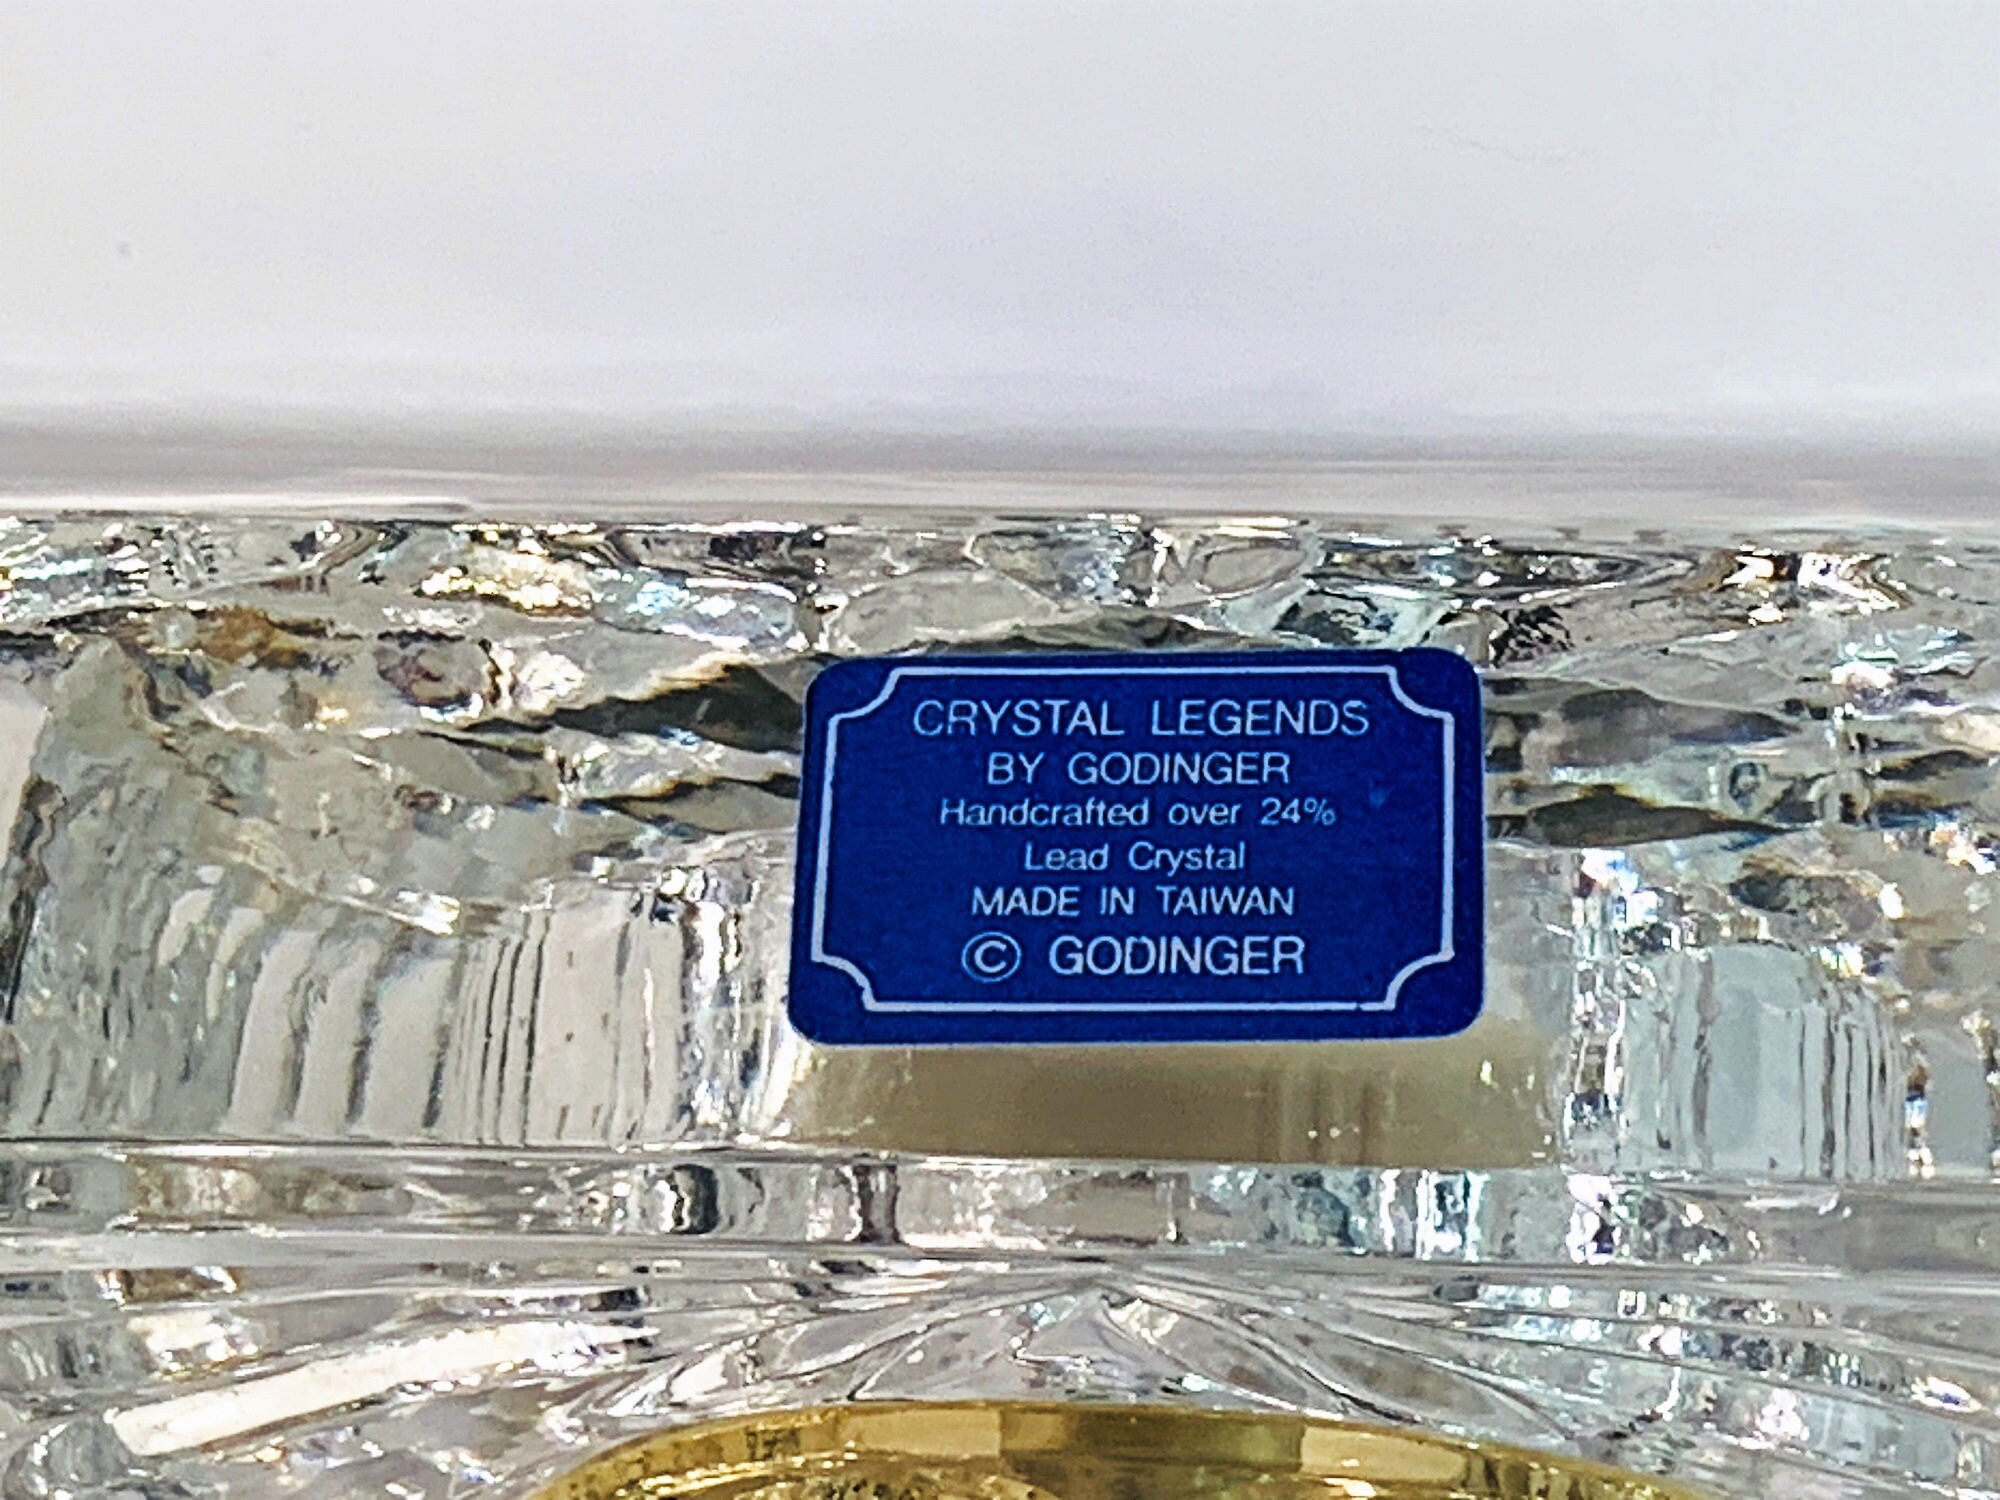 CRYSTAL LEGENDS
BY GODINGER
Handcrafted over 24%
Lead Crystal
MADE IN TAIWAN
© GODINGER